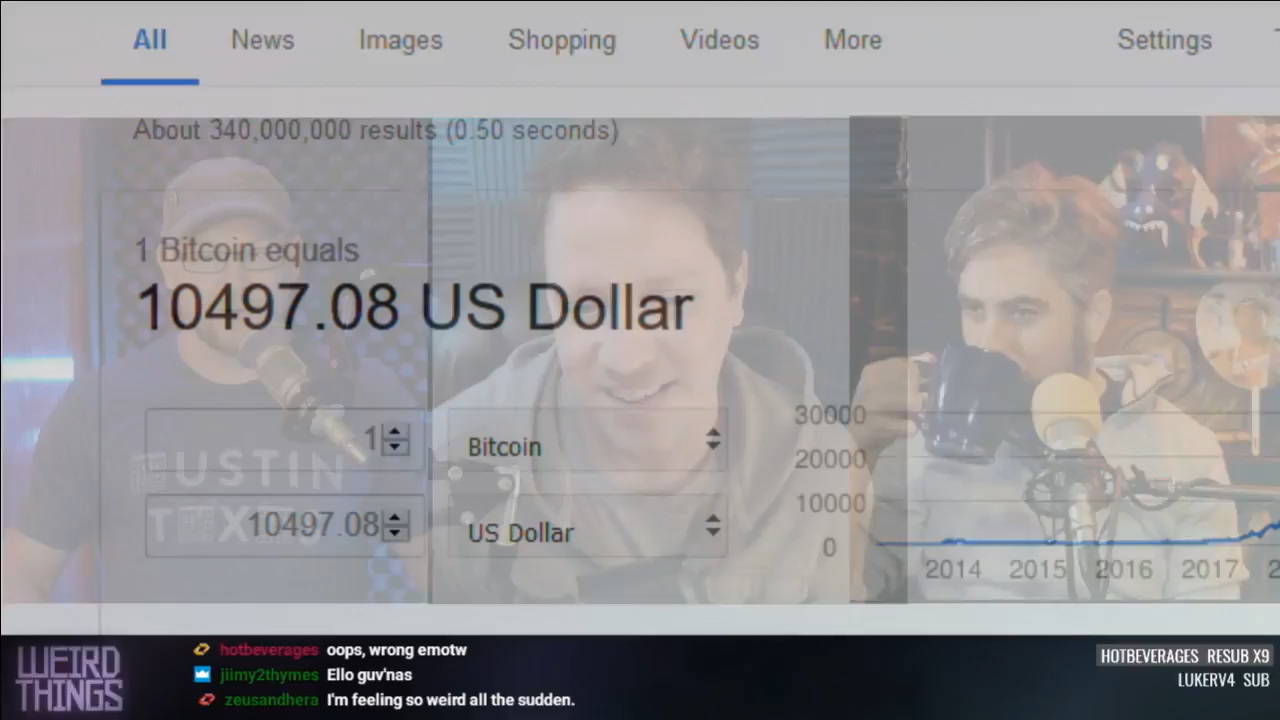 All News Images Shopping Videos More Settings
About 340,000,000 results (0.50 seconds)
1 Bitcoin equals
10497.08 US Dollar
1 Bitcoin
10497.08 US Dollar
30000
20000
10000
0
2014 2015 2016 2017
AUSTIN
TEXAS
WEIRD
THINGS
hotbeverages oops, wrong emotw
jiimy2thymes Ello guv'nas
zeusandhera I'm feeling so weird all the sudden.
HOTBEVERAGES RESUB X9
LUKERV4 SUB